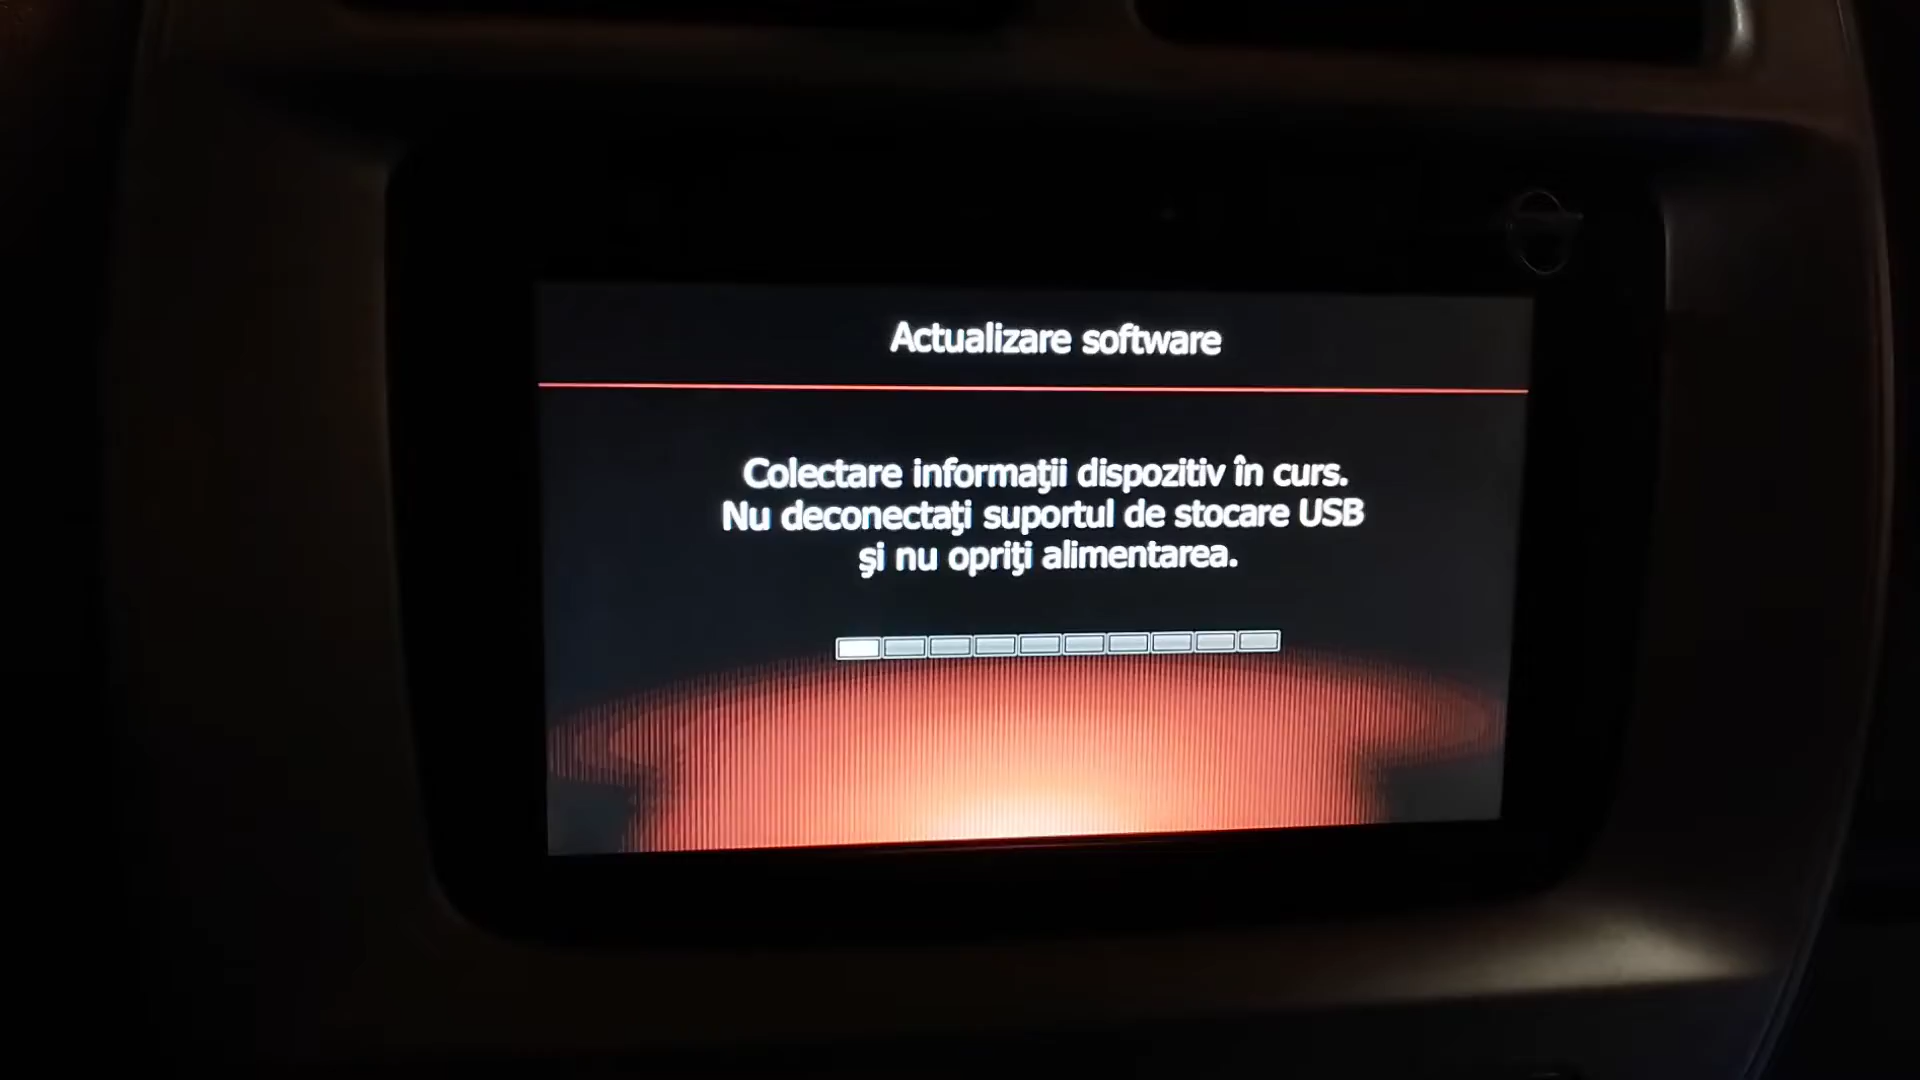 Actualizare software
Colectare informaţii dispozitiv în curs.
Nu deconectaţi suportul de stocare USB
şi nu opriţi alimentarea.